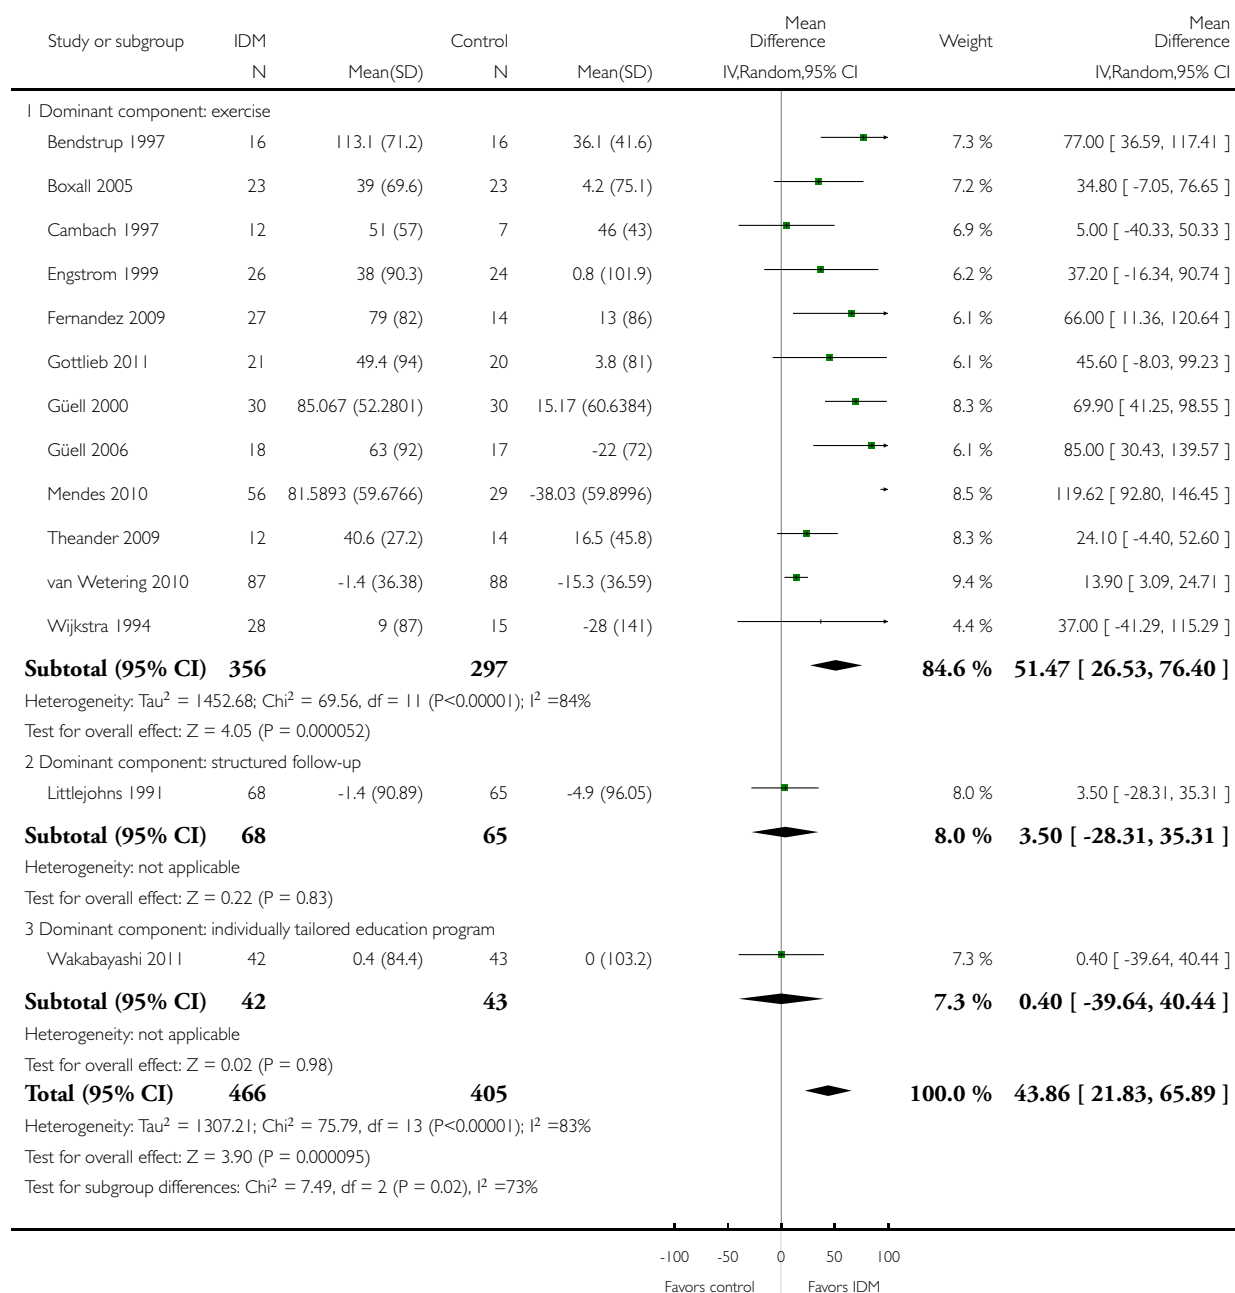 Study or subgroup IDM Control Mean Difference Weight Mean Difference
N Mean(SD) N Mean(SD) IV,Random,95% CI IV,Random,95% CI
1 Dominant component: exercise
Bendstrup 1997 16 113.1 (71.2) 16 36.1 (41.6) 7.3 % 77.00 [ 36.59, 117.41 ]
Boxall 2005 23 39 (69.6) 23 4.2 (75.1) 7.2 % 34.80 [ -7.05, 76.65 ]
Cambach 1997 12 51 (57) 7 46 (43) 6.9 % 5.00 [ -40.33, 50.33 ]
Engstrom 1999 26 38 (90.3) 24 0.8 (101.9) 6.2 % 37.20 [ -16.34, 90.74 ]
Fernandez 2009 27 79 (82) 14 13 (86) 6.1 % 66.00 [ 11.36, 120.64 ]
Gottlieb 2011 21 49.4 (94) 20 3.8 (81) 6.1 % 45.60 [ -8.03, 99.23 ]
Güell 2000 30 85.067 (52.2801) 30 15.17 (60.6384) 8.3 % 69.90 [ 41.25, 98.55 ]
Güell 2006 18 63 (92) 17 -22 (72) 6.1 % 85.00 [ 30.43, 139.57 ]
Mendes 2010 56 81.5893 (59.6766) 29 -38.03 (59.8996) 8.5 % 119.62 [ 92.80, 146.45 ]
Theander 2009 12 40.6 (27.2) 14 16.5 (45.8) 8.3 % 24.10 [ -4.40, 52.60 ]
van Wetering 2010 87 -1.4 (36.38) 88 -15.3 (36.59) 9.4 % 13.90 [ 3.09, 24.71 ]
Wijkstra 1994 28 9 (87) 15 -28 (141) 4.4 % 37.00 [ -41.29, 115.29 ]
Subtotal (95% CI) 356 297 84.6 % 51.47 [ 26.53, 76.40 ]
Heterogeneity: Tau² = 1452.68; Chi² = 69.56, df = 11 (P<0.00001); I² =84%
Test for overall effect: Z = 4.05 (P = 0.000052)
2 Dominant component: structured follow-up
Littlejohns 1991 68 -1.4 (90.89) 65 -4.9 (96.05) 8.0 % 3.50 [ -28.31, 35.31 ]
Subtotal (95% CI) 68 65 8.0 % 3.50 [ -28.31, 35.31 ]
Heterogeneity: not applicable
Test for overall effect: Z = 0.22 (P = 0.83)
3 Dominant component: individually tailored education program
Wakabayashi 2011 42 0.4 (84.4) 43 0 (103.2) 7.3 % 0.40 [ -39.64, 40.44 ]
Subtotal (95% CI) 42 43 7.3 % 0.40 [ -39.64, 40.44 ]
Heterogeneity: not applicable
Test for overall effect: Z = 0.02 (P = 0.98)
Total (95% CI) 466 405 100.0 % 43.86 [ 21.83, 65.89 ]
Heterogeneity: Tau² = 1307.21; Chi² = 75.79, df = 13 (P<0.00001); I² =83%
Test for overall effect: Z = 3.90 (P = 0.000095)
Test for subgroup differences: Chi² = 7.49, df = 2 (P = 0.02), I² =73%
-100 -50 0 50 100
Favors control Favors IDM